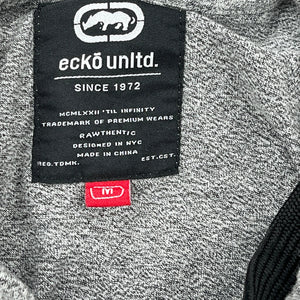 ecko unltd.
SINCE 1972
MCMLXXII 'TIL INFINITY
TRADEMARK OF PREMIUM WEARS
RAWTHENTIC
DESIGNED IN NYC
MADE IN CHINA
REG.TDMK. EST.CST.
M